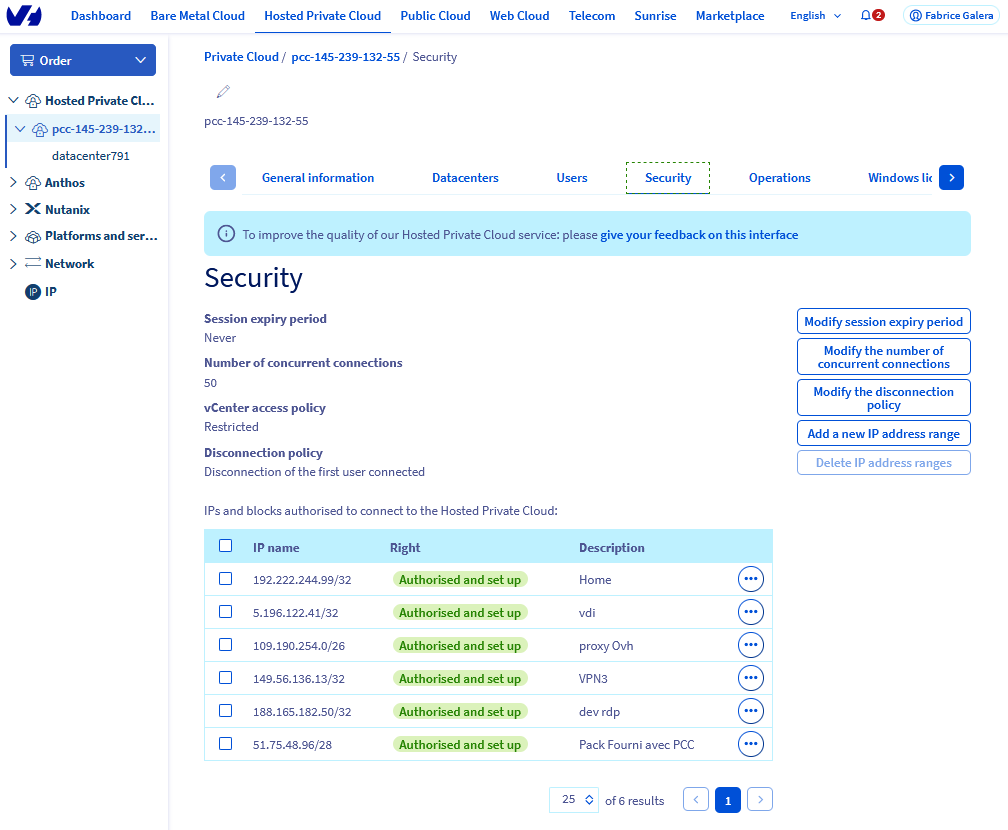 Dashboard Bare Metal Cloud Hosted Private Cloud Public Cloud Web Cloud Telecom Sunrise Marketplace English 2 Fabrice Galera
Order
Hosted Private Cl...
pcc-145-239-132...
datacenter791
Anthos
Nutanix
Platforms and ser...
Network
IP IP
Private Cloud / pcc-145-239-132-55 / Security
pcc-145-239-132-55
General information Datacenters Users Security Operations Windows lic
To improve the quality of our Hosted Private Cloud service: please give your feedback on this interface
Security
Session expiry period
Never
Number of concurrent connections
50
vCenter access policy
Restricted
Disconnection policy
Disconnection of the first user connected
Modify session expiry period
Modify the number of
concurrent connections
Modify the disconnection
policy
Add a new IP address range
Delete IP address ranges
IPs and blocks authorised to connect to the Hosted Private Cloud:
IP name Right Description
192.222.244.99/32 Authorised and set up Home
5.196.122.41/32 Authorised and set up vdi
109.190.254.0/26 Authorised and set up proxy Ovh
149.56.136.13/32 Authorised and set up VPN3
188.165.182.50/32 Authorised and set up dev rdp
51.75.48.96/28 Authorised and set up Pack Fourni avec PCC
25 of 6 results 1